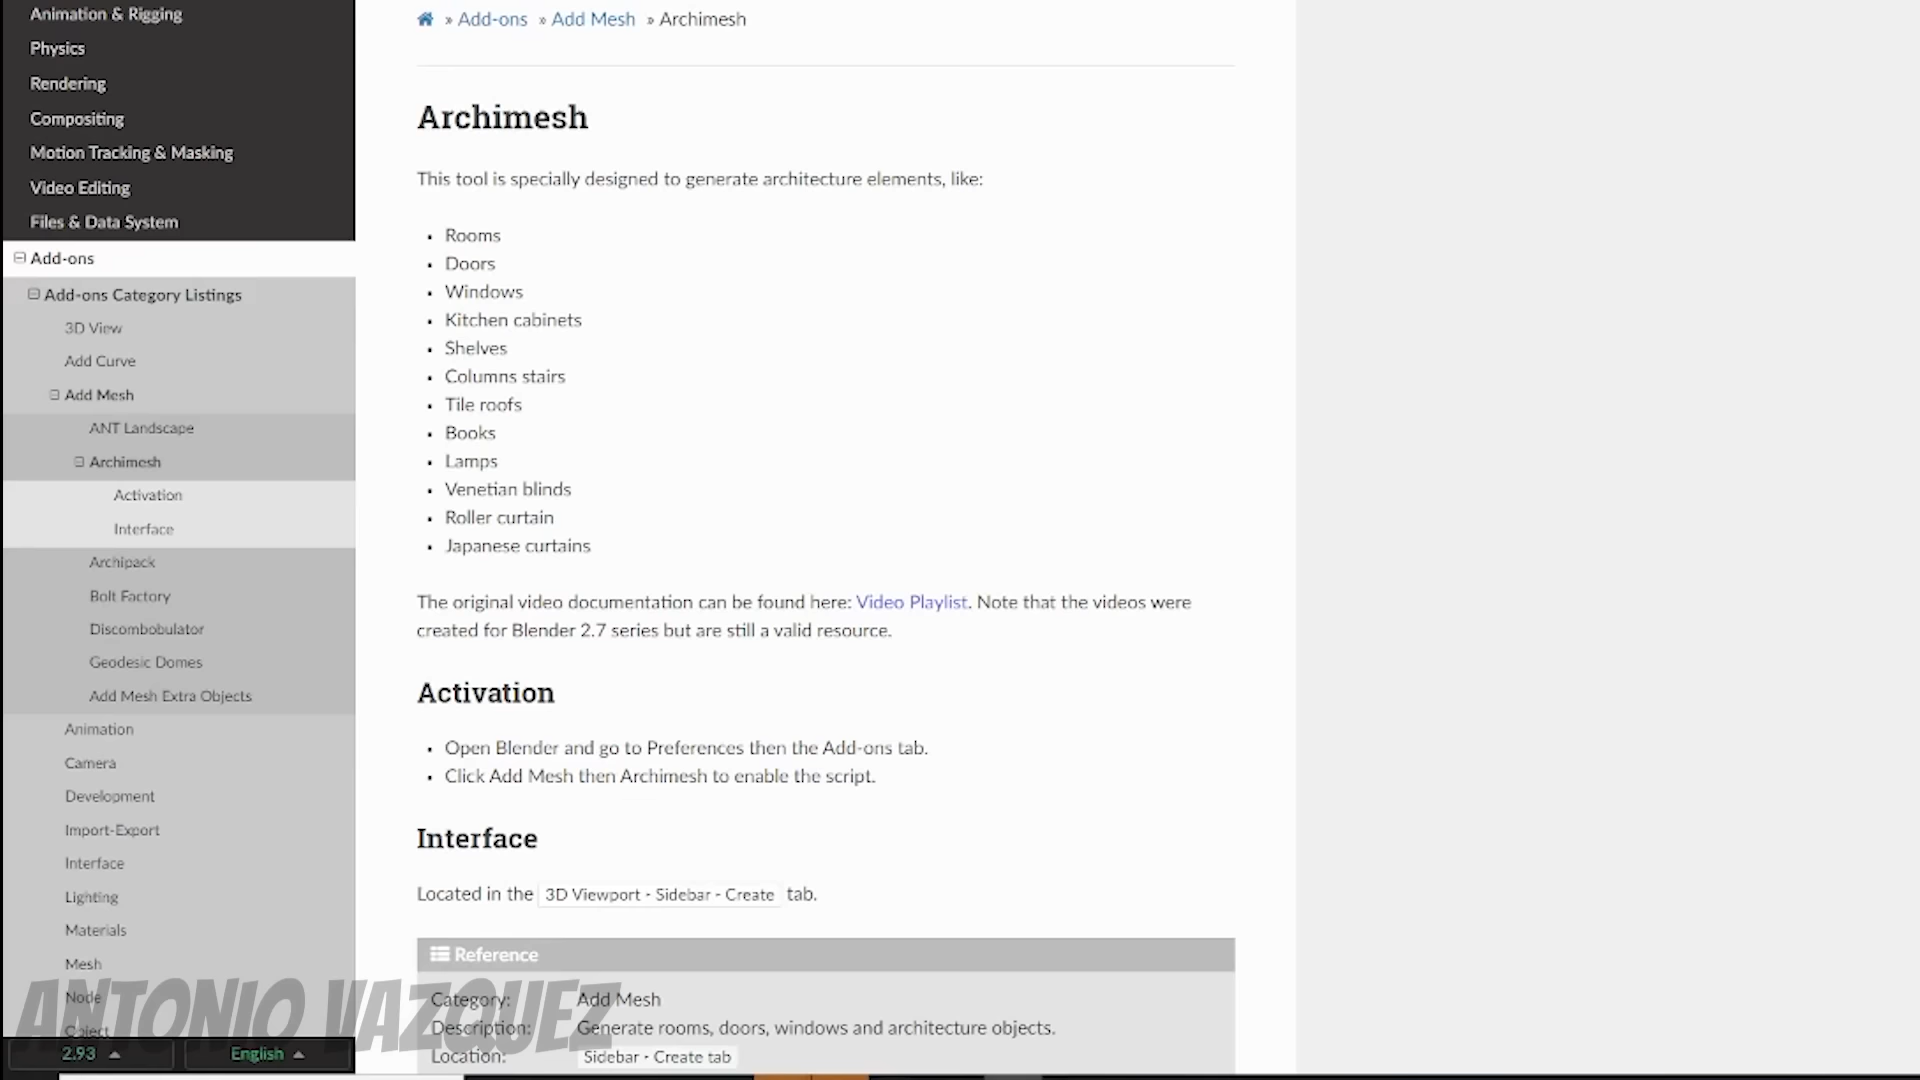 Animation & Rigging
Physics
Rendering
Compositing
Motion Tracking & Masking
Video Editing
Files & Data System
Add-ons
Add-ons Category Listings
3D View
Add Curve
Add Mesh
ANT Landscape
Archimesh
Activation
Interface
Archipack
Bolt Factory
Discombobulator
Geodesic Domes
Add Mesh Extra Objects
Animation
Camera
Development
Import-Export
Interface
Lighting
Materials
Mesh
Node
Object
2.93 English
» Add-ons » Add Mesh » Archimesh
Archimesh
This tool is specially designed to generate architecture elements, like:
Rooms
Doors
Windows
Kitchen cabinets
Shelves
Columns stairs
Tile roofs
Books
Lamps
Venetian blinds
Roller curtain
Japanese curtains
The original video documentation can be found here: Video Playlist. Note that the videos were
created for Blender 2.7 series but are still a valid resource.
Activation
Open Blender and go to Preferences then the Add-ons tab.
Click Add Mesh then Archimesh to enable the script.
Interface
Located in the 3D Viewport - Sidebar - Create tab.
Reference
Category: Add Mesh
Description: Generate rooms, doors, windows and architecture objects.
Location: Sidebar - Create tab
ANTONIO VAZQUEZ